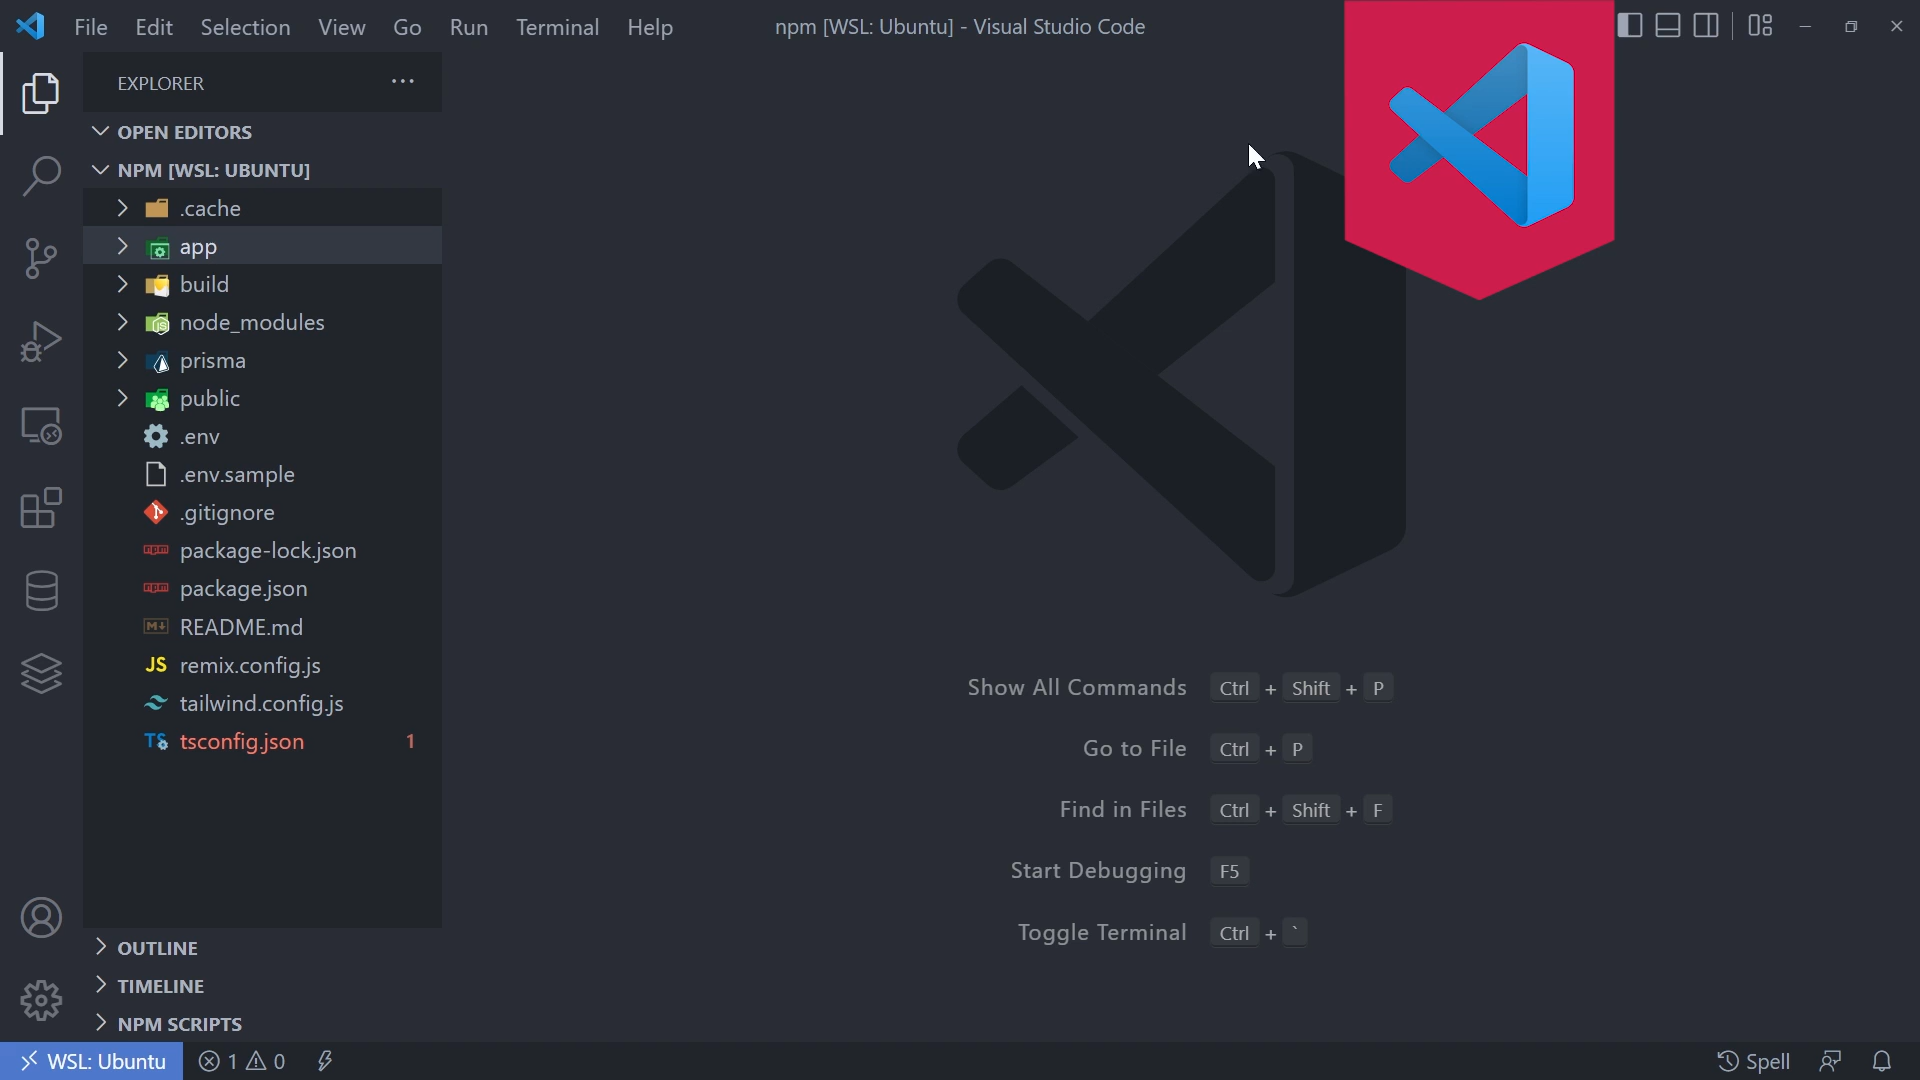 File Edit Selection View Go Run Terminal Help
npm [WSL: Ubuntu] - Visual Studio Code
EXPLORER
OPEN EDITORS
NPM [WSL: UBUNTU]
.cache
app
build
node_modules
prisma
public
.env
.env.sample
.gitignore
package-lock.json
package.json
README.md
JS remix.config.js
tailwind.config.js
TS tsconfig.json 1
OUTLINE
TIMELINE
NPM SCRIPTS
Show All Commands Ctrl + Shift + P
Go to File Ctrl + P
Find in Files Ctrl + Shift + F
Start Debugging F5
Toggle Terminal Ctrl + `
WSL: Ubuntu 1 0 Spell